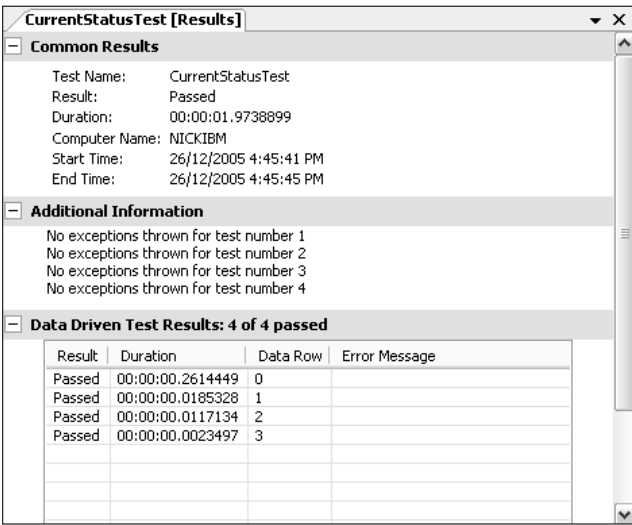 CurrentStatusTest [Results]
Common Results
Test Name: CurrentStatusTest
Result: Passed
Duration: 00:00:01.9738899
Computer Name: NICKIBM
Start Time: 26/12/2005 4:45:41 PM
End Time: 26/12/2005 4:45:45 PM
Additional Information
No exceptions thrown for test number 1
No exceptions thrown for test number 2
No exceptions thrown for test number 3
No exceptions thrown for test number 4
Data Driven Test Results: 4 of 4 passed
Result Duration Data Row Error Message
Passed 00:00:00.2614449 0
Passed 00:00:00.0185328 1
Passed 00:00:00.0117134 2
Passed 00:00:00.0023497 3